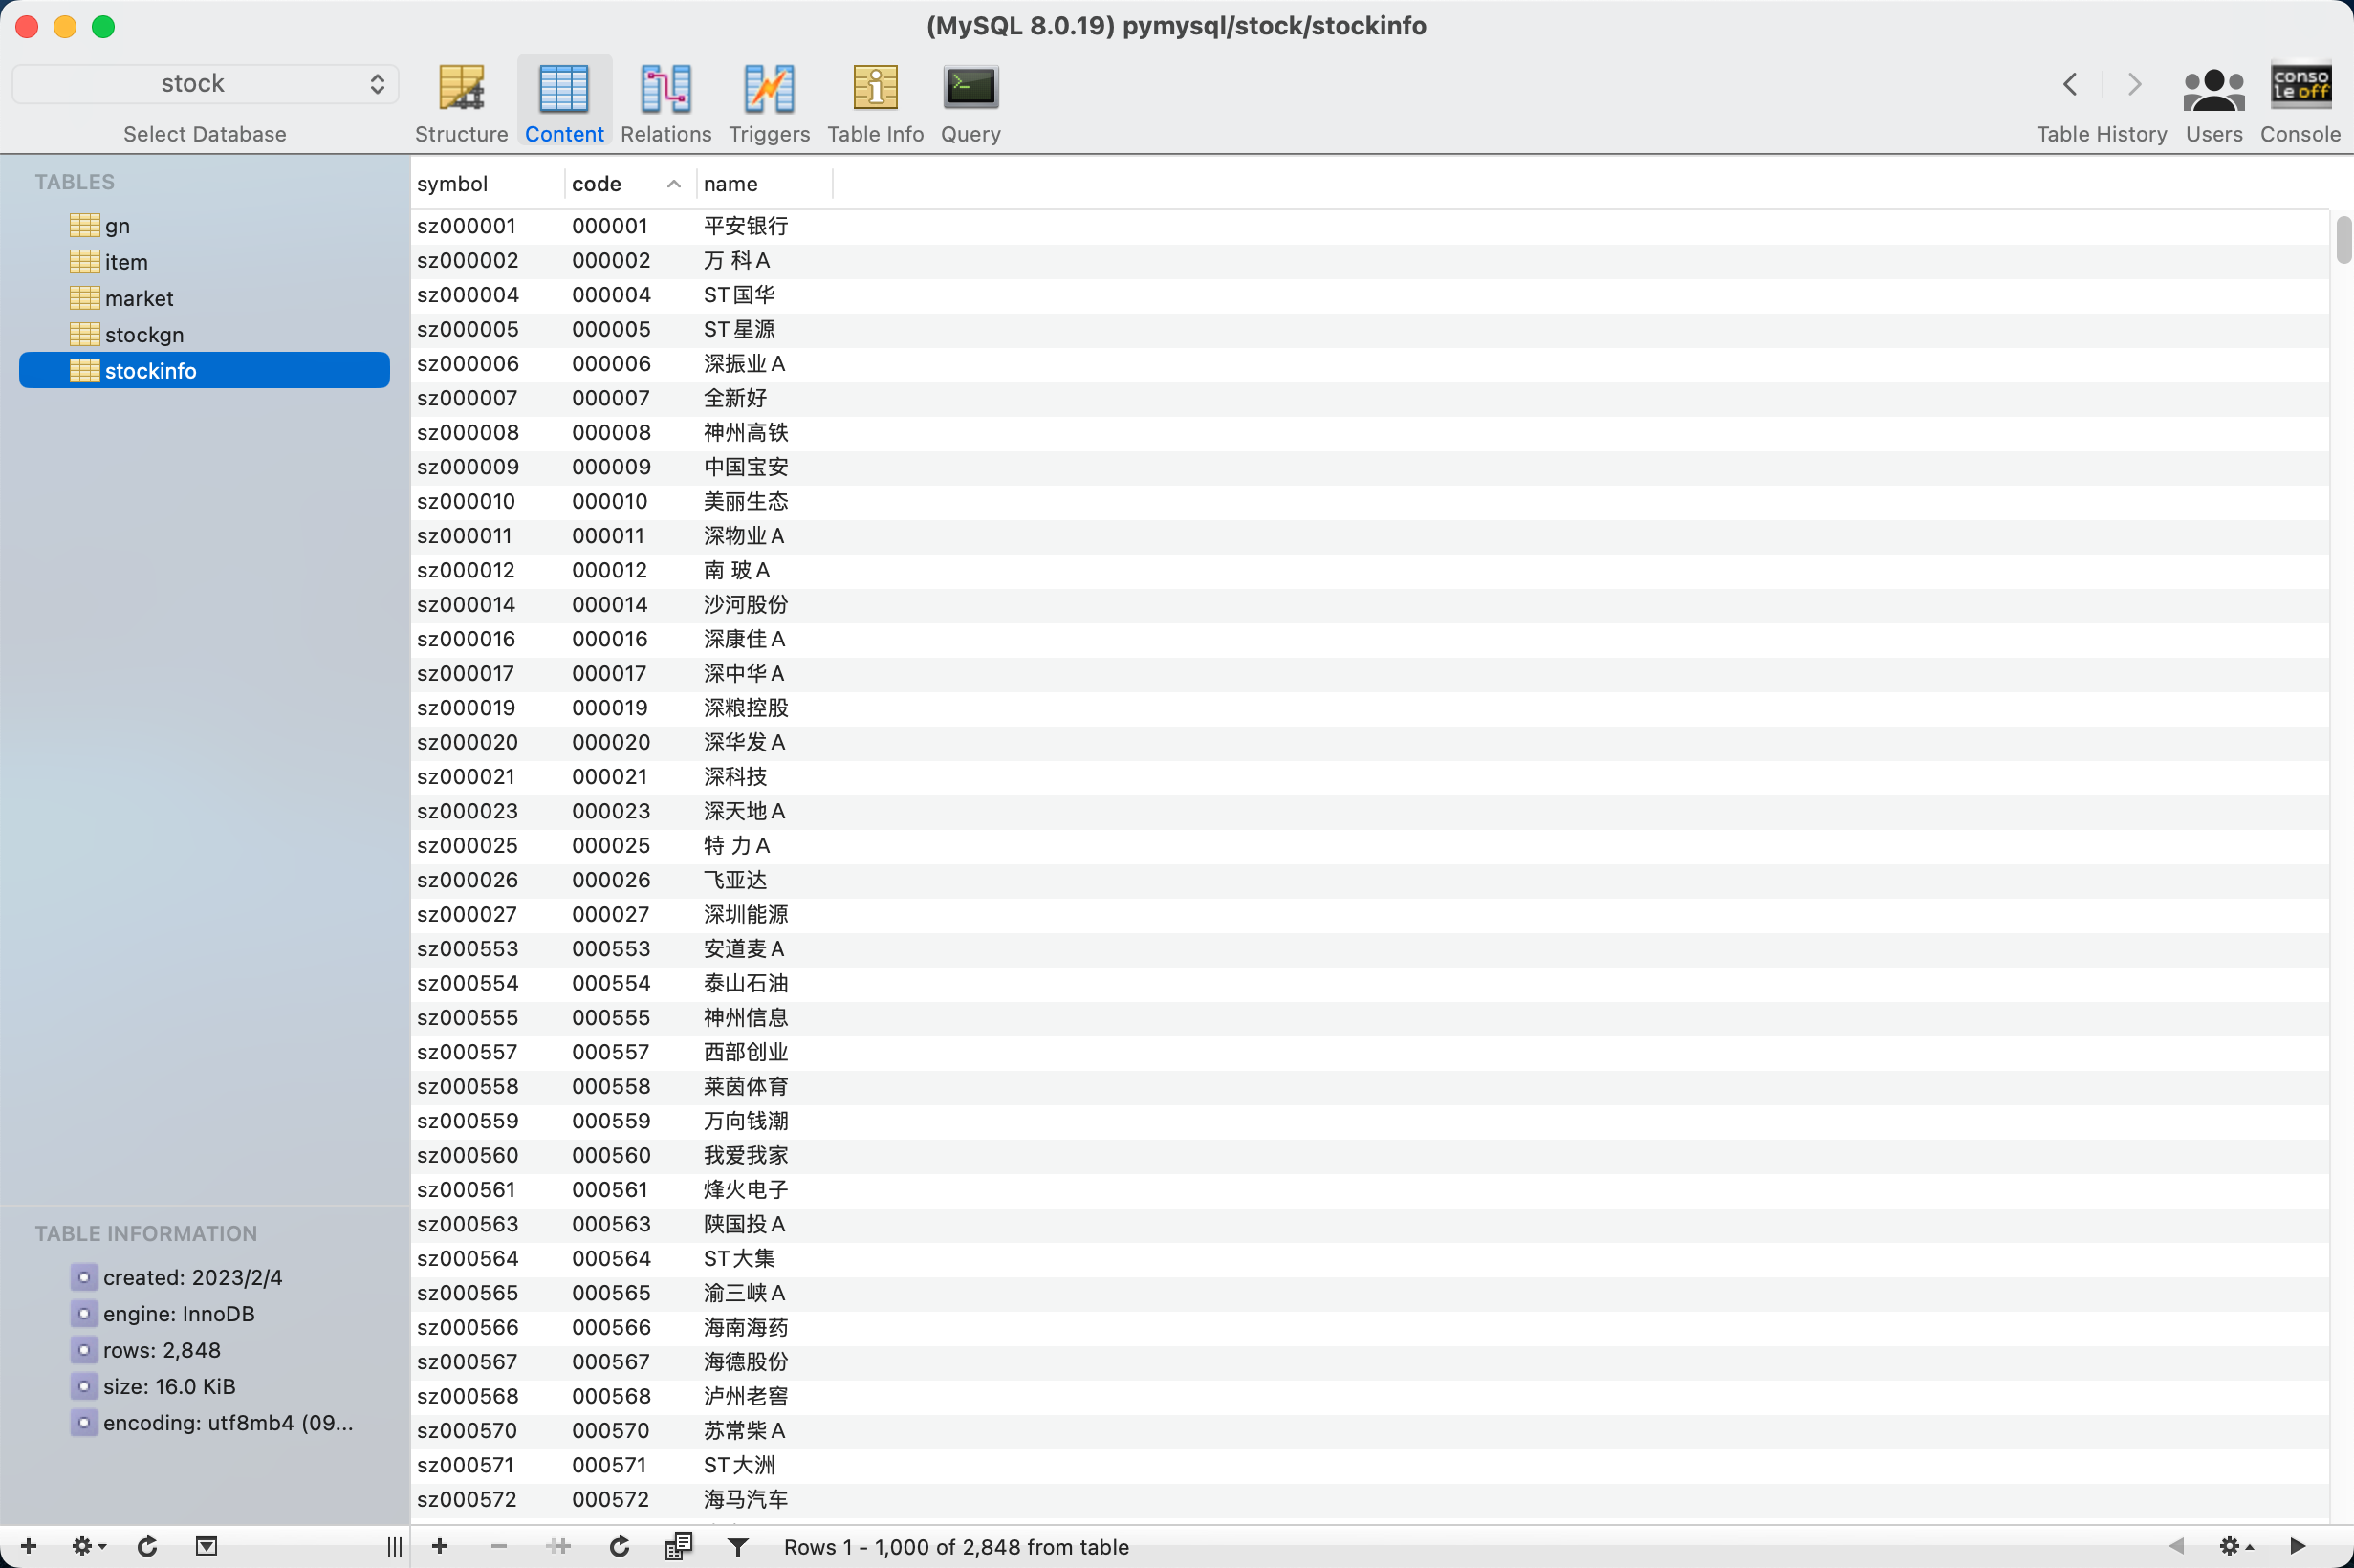 (MySQL 8.0.19) pymysql/stock/stockinfo
stock
Select Database
Structure Content Relations Triggers Table Info Query
conso
le off
Table History Users Console
TABLES
gn
item
market
stockgn
stockinfo
symbol code name
sz000001 000001 平安银行
sz000002 000002 万 科A
sz000004 000004 ST国华
sz000005 000005 ST星源
sz000006 000006 深振业A
sz000007 000007 全新好
sz000008 000008 神州高铁
sz000009 000009 中国宝安
sz000010 000010 美丽生态
sz000011 000011 深物业A
sz000012 000012 南 玻A
sz000014 000014 沙河股份
sz000016 000016 深康佳A
sz000017 000017 深中华A
sz000019 000019 深粮控股
sz000020 000020 深华发A
sz000021 000021 深科技
sz000023 000023 深天地A
sz000025 000025 特 力A
sz000026 000026 飞亚达
sz000027 000027 深圳能源
sz000553 000553 安道麦A
sz000554 000554 泰山石油
sz000555 000555 神州信息
sz000557 000557 西部创业
sz000558 000558 莱茵体育
sz000559 000559 万向钱潮
sz000560 000560 我爱我家
sz000561 000561 烽火电子
sz000563 000563 陕国投A
sz000564 000564 ST大集
sz000565 000565 渝三峡A
sz000566 000566 海南海药
sz000567 000567 海德股份
sz000568 000568 泸州老窖
sz000570 000570 苏常柴A
sz000571 000571 ST大洲
sz000572 000572 海马汽车
TABLE INFORMATION
created: 2023/2/4
engine: InnoDB
rows: 2,848
size: 16.0 KiB
encoding: utf8mb4 (09...
Rows 1 - 1,000 of 2,848 from table